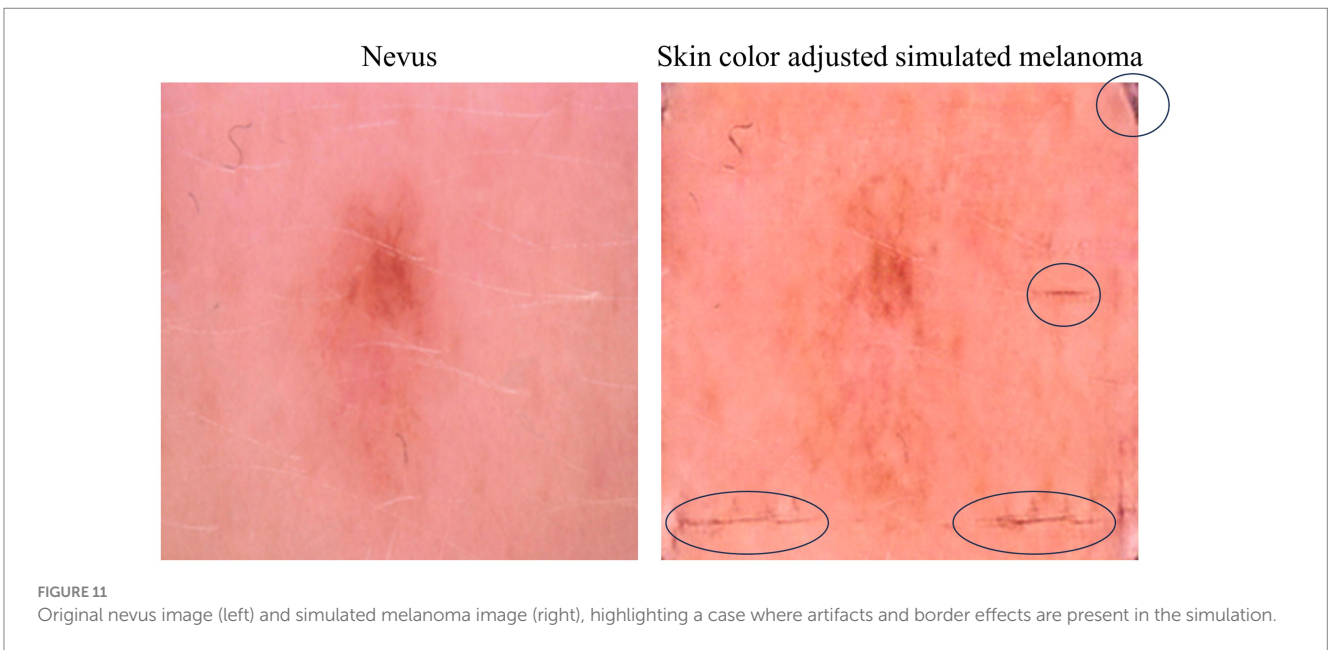 Nevus
Skin color adjusted simulated melanoma
FIGURE 11
Original nevus image (left) and simulated melanoma image (right), highlighting a case where artifacts and border effects are present in the simulation.